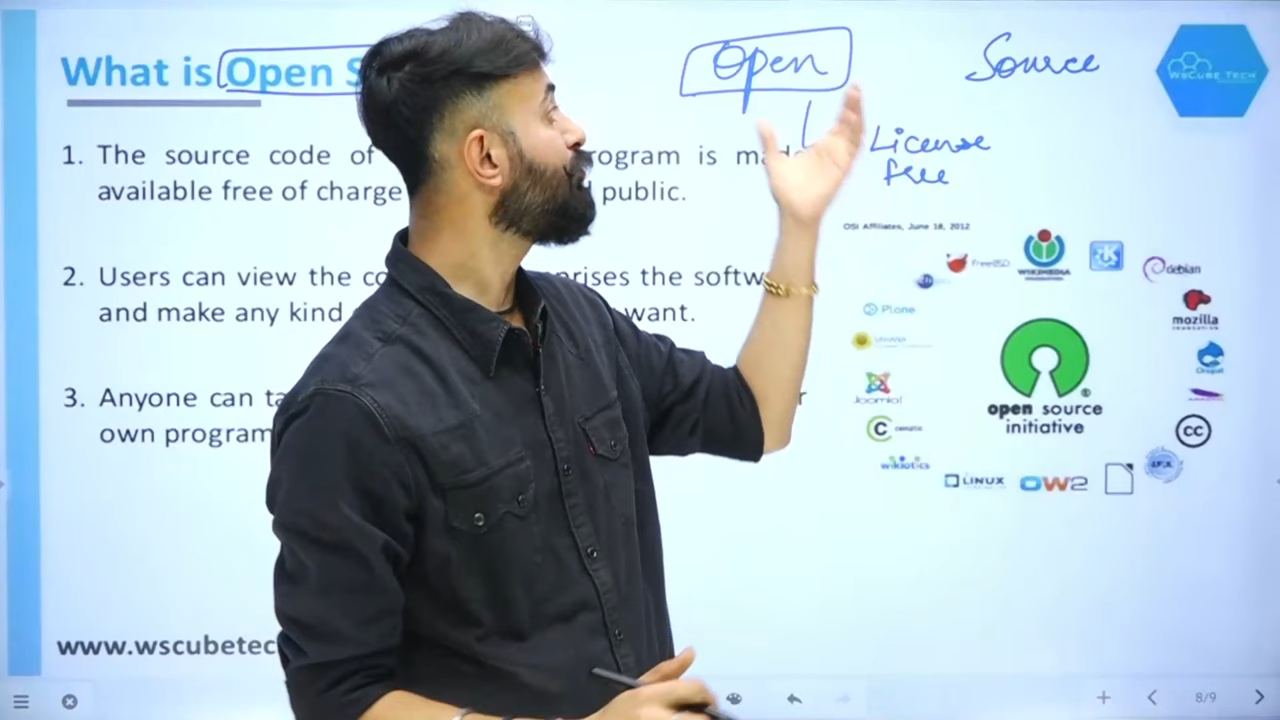 What is Open S
Open Source
WsCube Tech
License
free
1. The source code of rogram is made
available free of charge public.
OSI Affiliates, June 18, 2012
2. Users can view the co prises the softw
and make any kind want.
3. Anyone can ta r
own program
FreeBSD
WIKIMEDIA
debian
Plone
mozilla
Drupal
Joomla!
open source
initiative
cc
wikiotics
LINUX
OW2
www.wscubetec
8/9